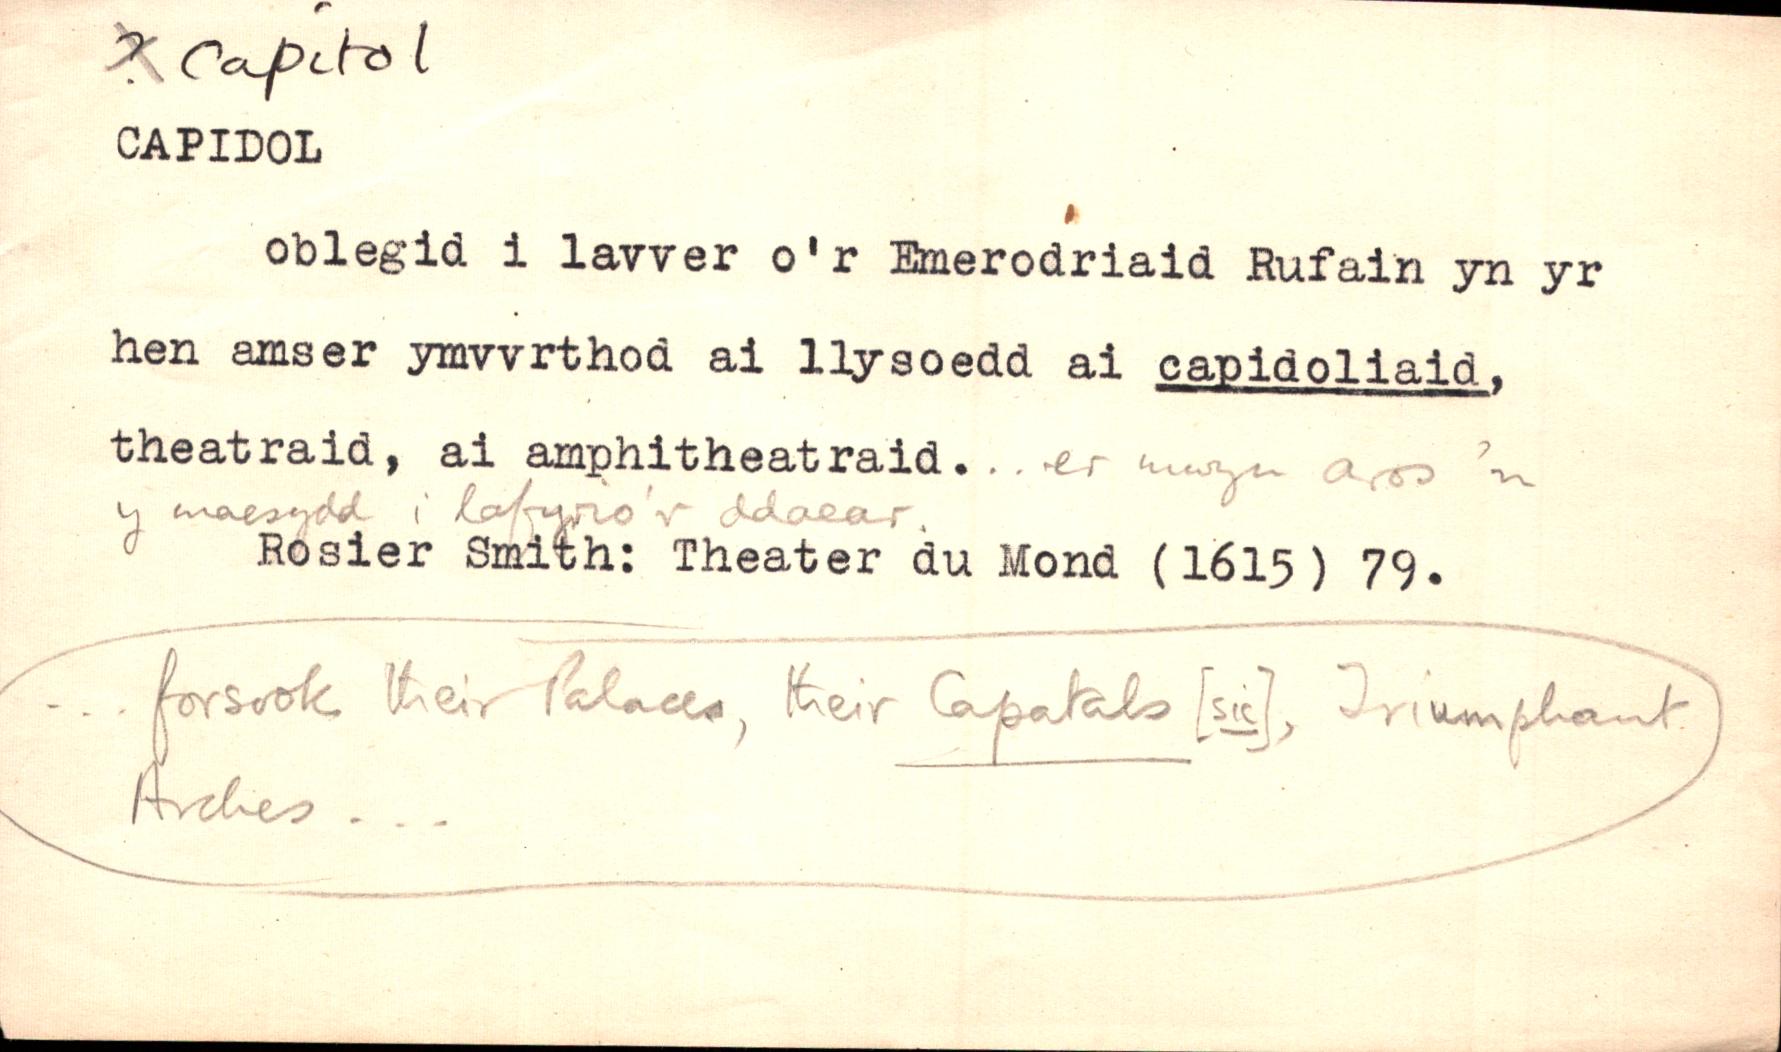 ? Capitol
CAPIDOL
oblegid i lavver o'r Emerodriaid Rufain yn yr
hen amser ymvvrthod ai llysoedd ai capidoliaid,
theatraid, ai amphitheatraid... er mwyn aros 'n
y maesydd i lafyrio'r ddaear.
Rosier Smith: Theater du Mond (1615) 79.
... forsook their Palaces, their Capatals [sic], Triumphant
Arches ...